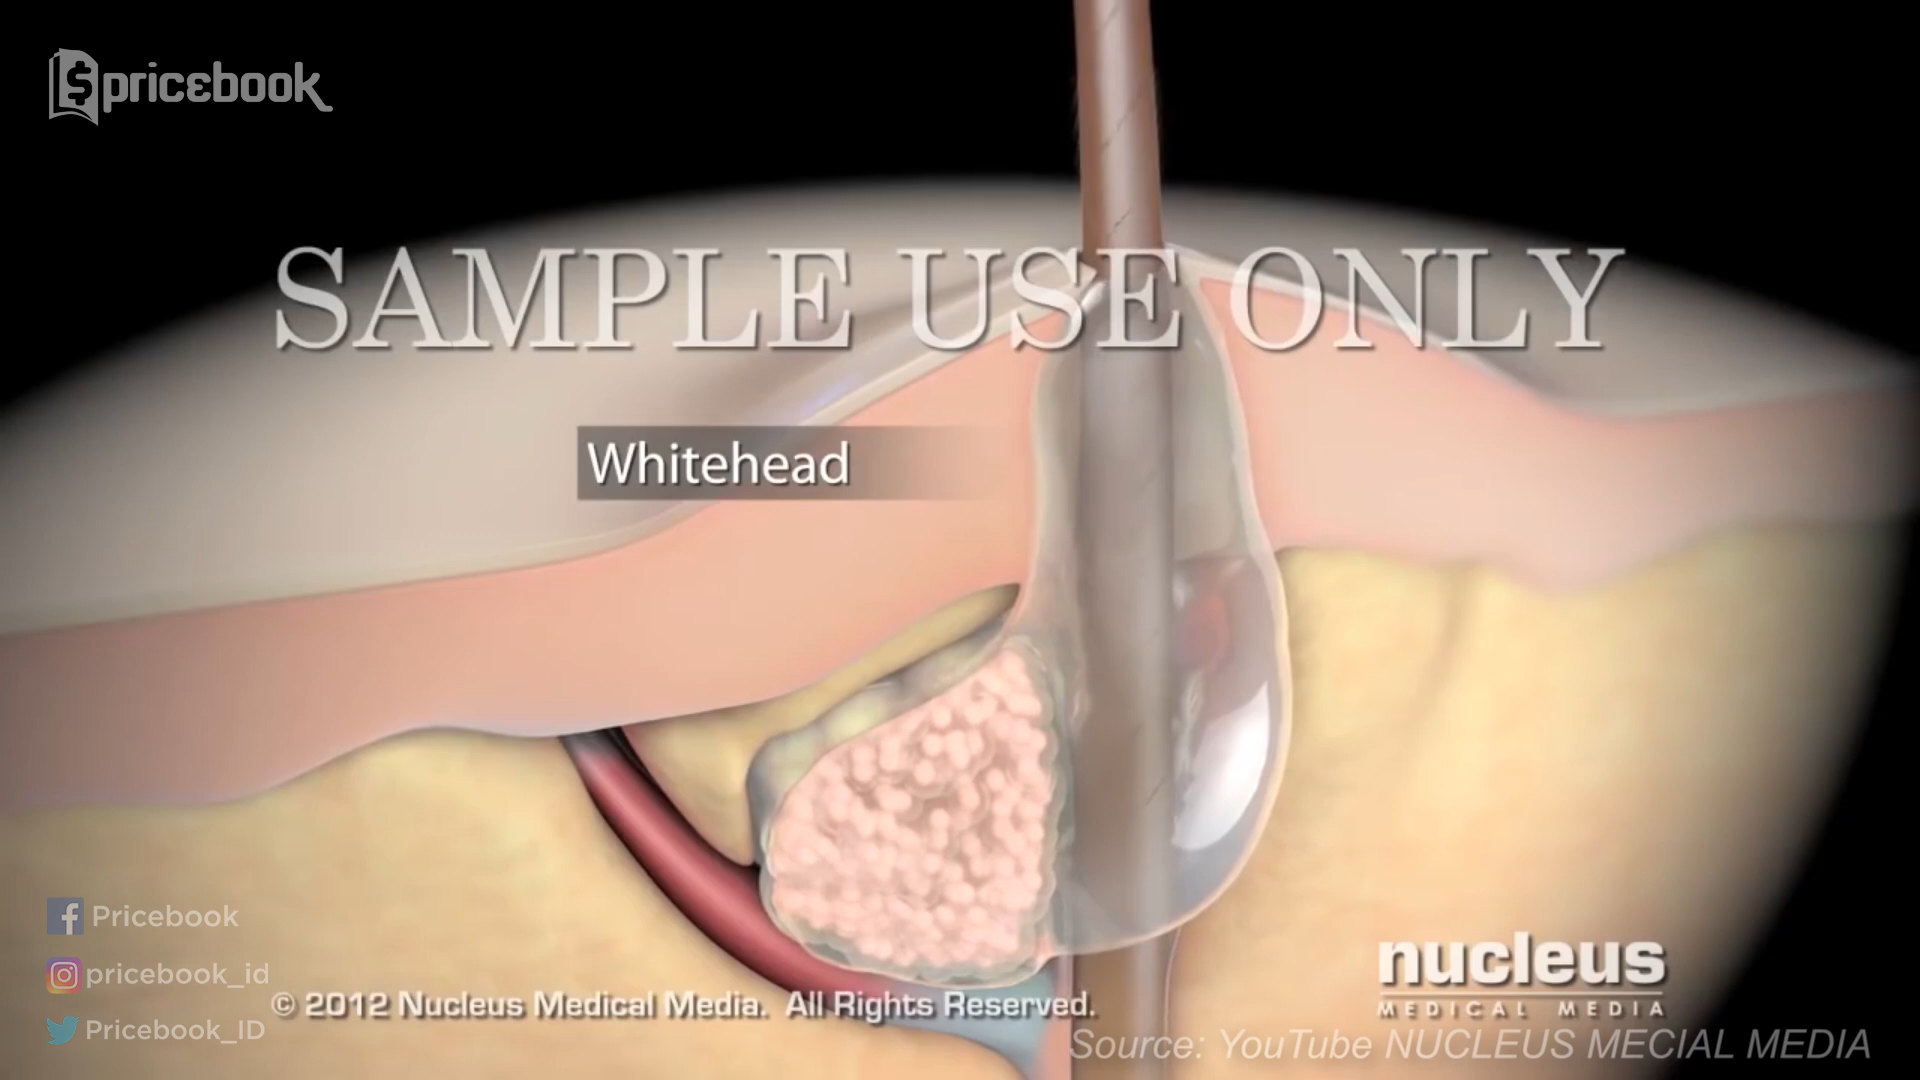 pricebook
SAMPLE USE ONLY
Whitehead
Pricebook
pricebook_id
Pricebook_ID
© 2012 Nucleus Medical Media. All Rights Reserved.
nucleus
MEDICAL MEDIA
Source: YouTube NUCLEUS MECIAL MEDIA